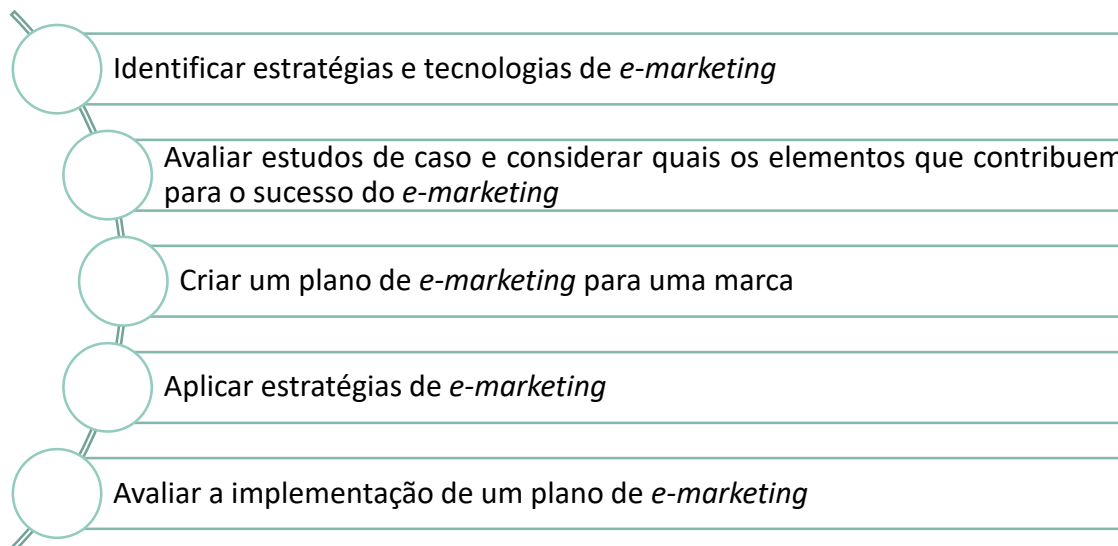 Identificar estratégias e tecnologias de e-marketing
Avaliar estudos de caso e considerar quais os elementos que contribuem
para o sucesso do e-marketing
Criar um plano de e-marketing para uma marca
Aplicar estratégias de e-marketing
Avaliar a implementação de um plano de e-marketing